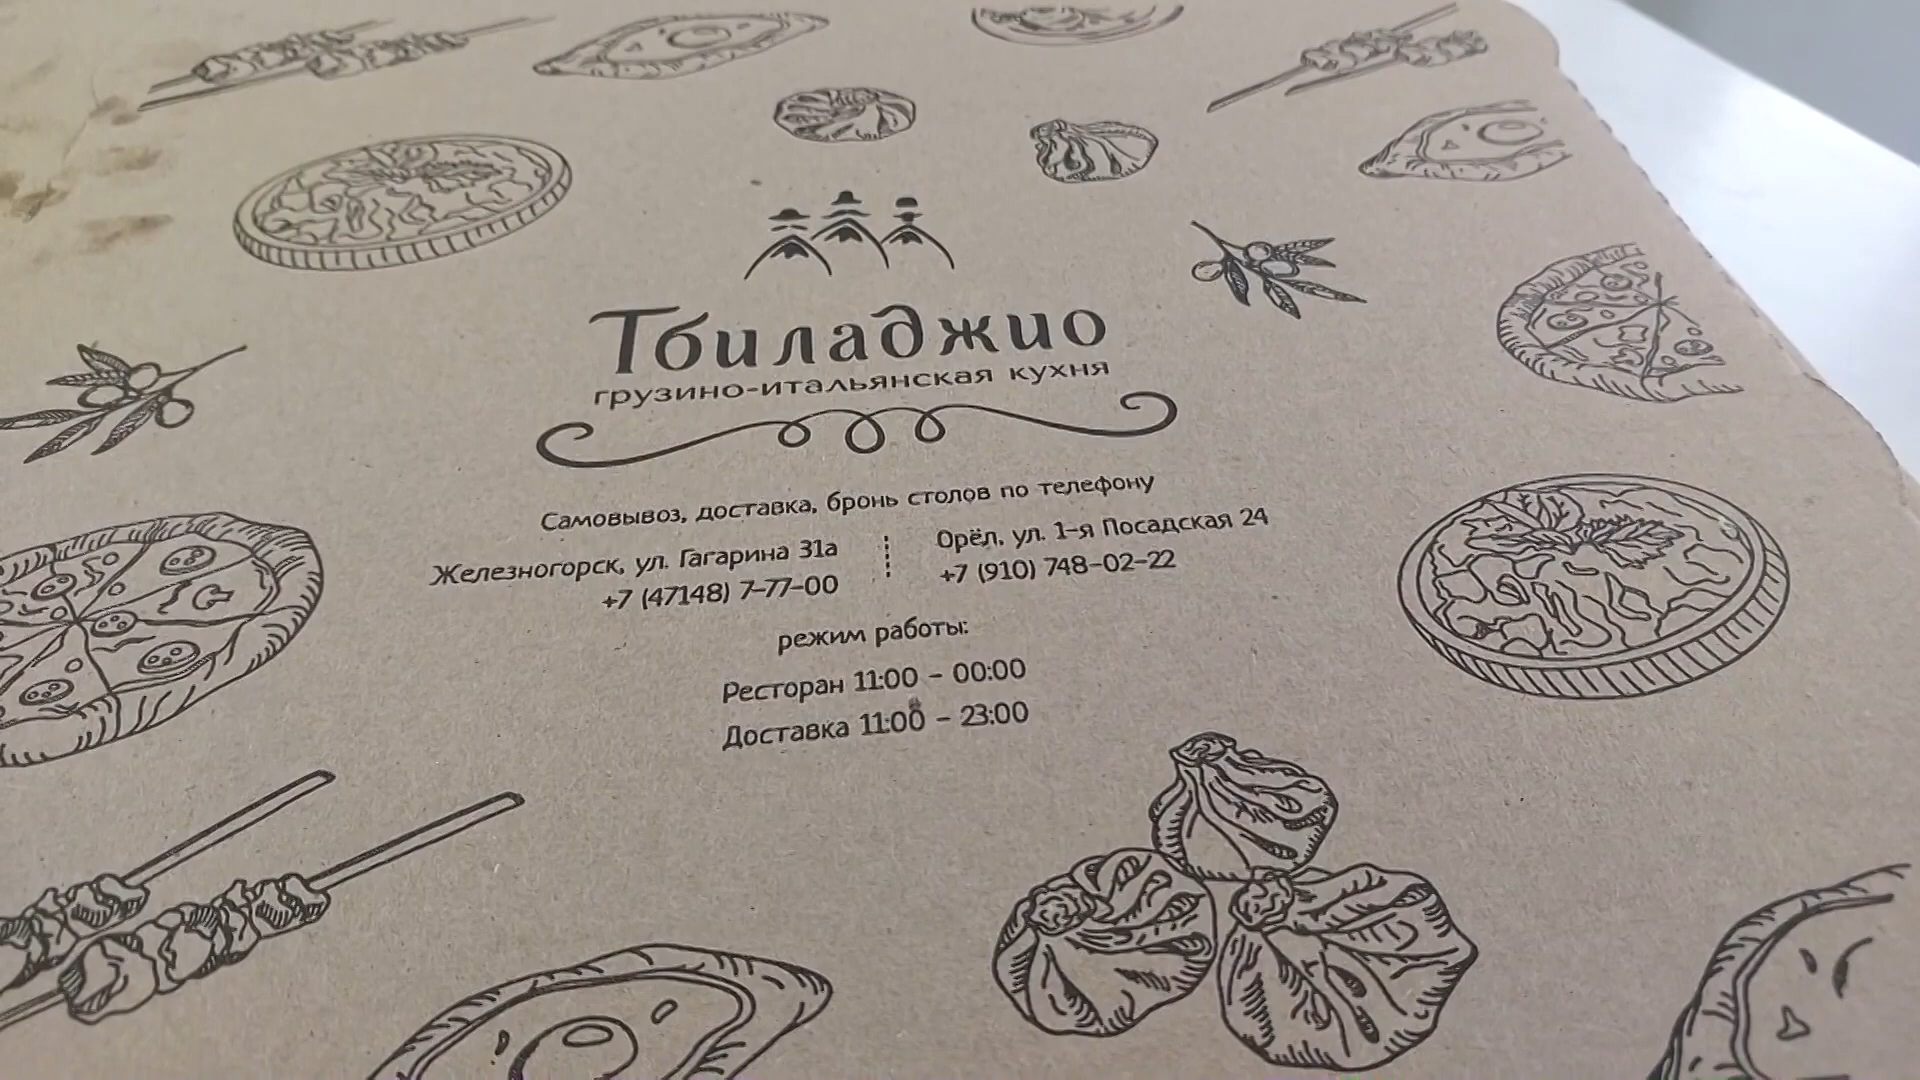 Тбиладжио
грузино-итальянская кухня
Самовывоз, доставка, бронь столов по телефону
Железногорск, ул. Гагарина 31а
+7 (47148) 7-77-00
Орёл, ул. 1-я Посадская 24
+7 (910) 748-02-22
режим работы:
Ресторан 11:00 - 00:00
Доставка 11:00 - 23:00